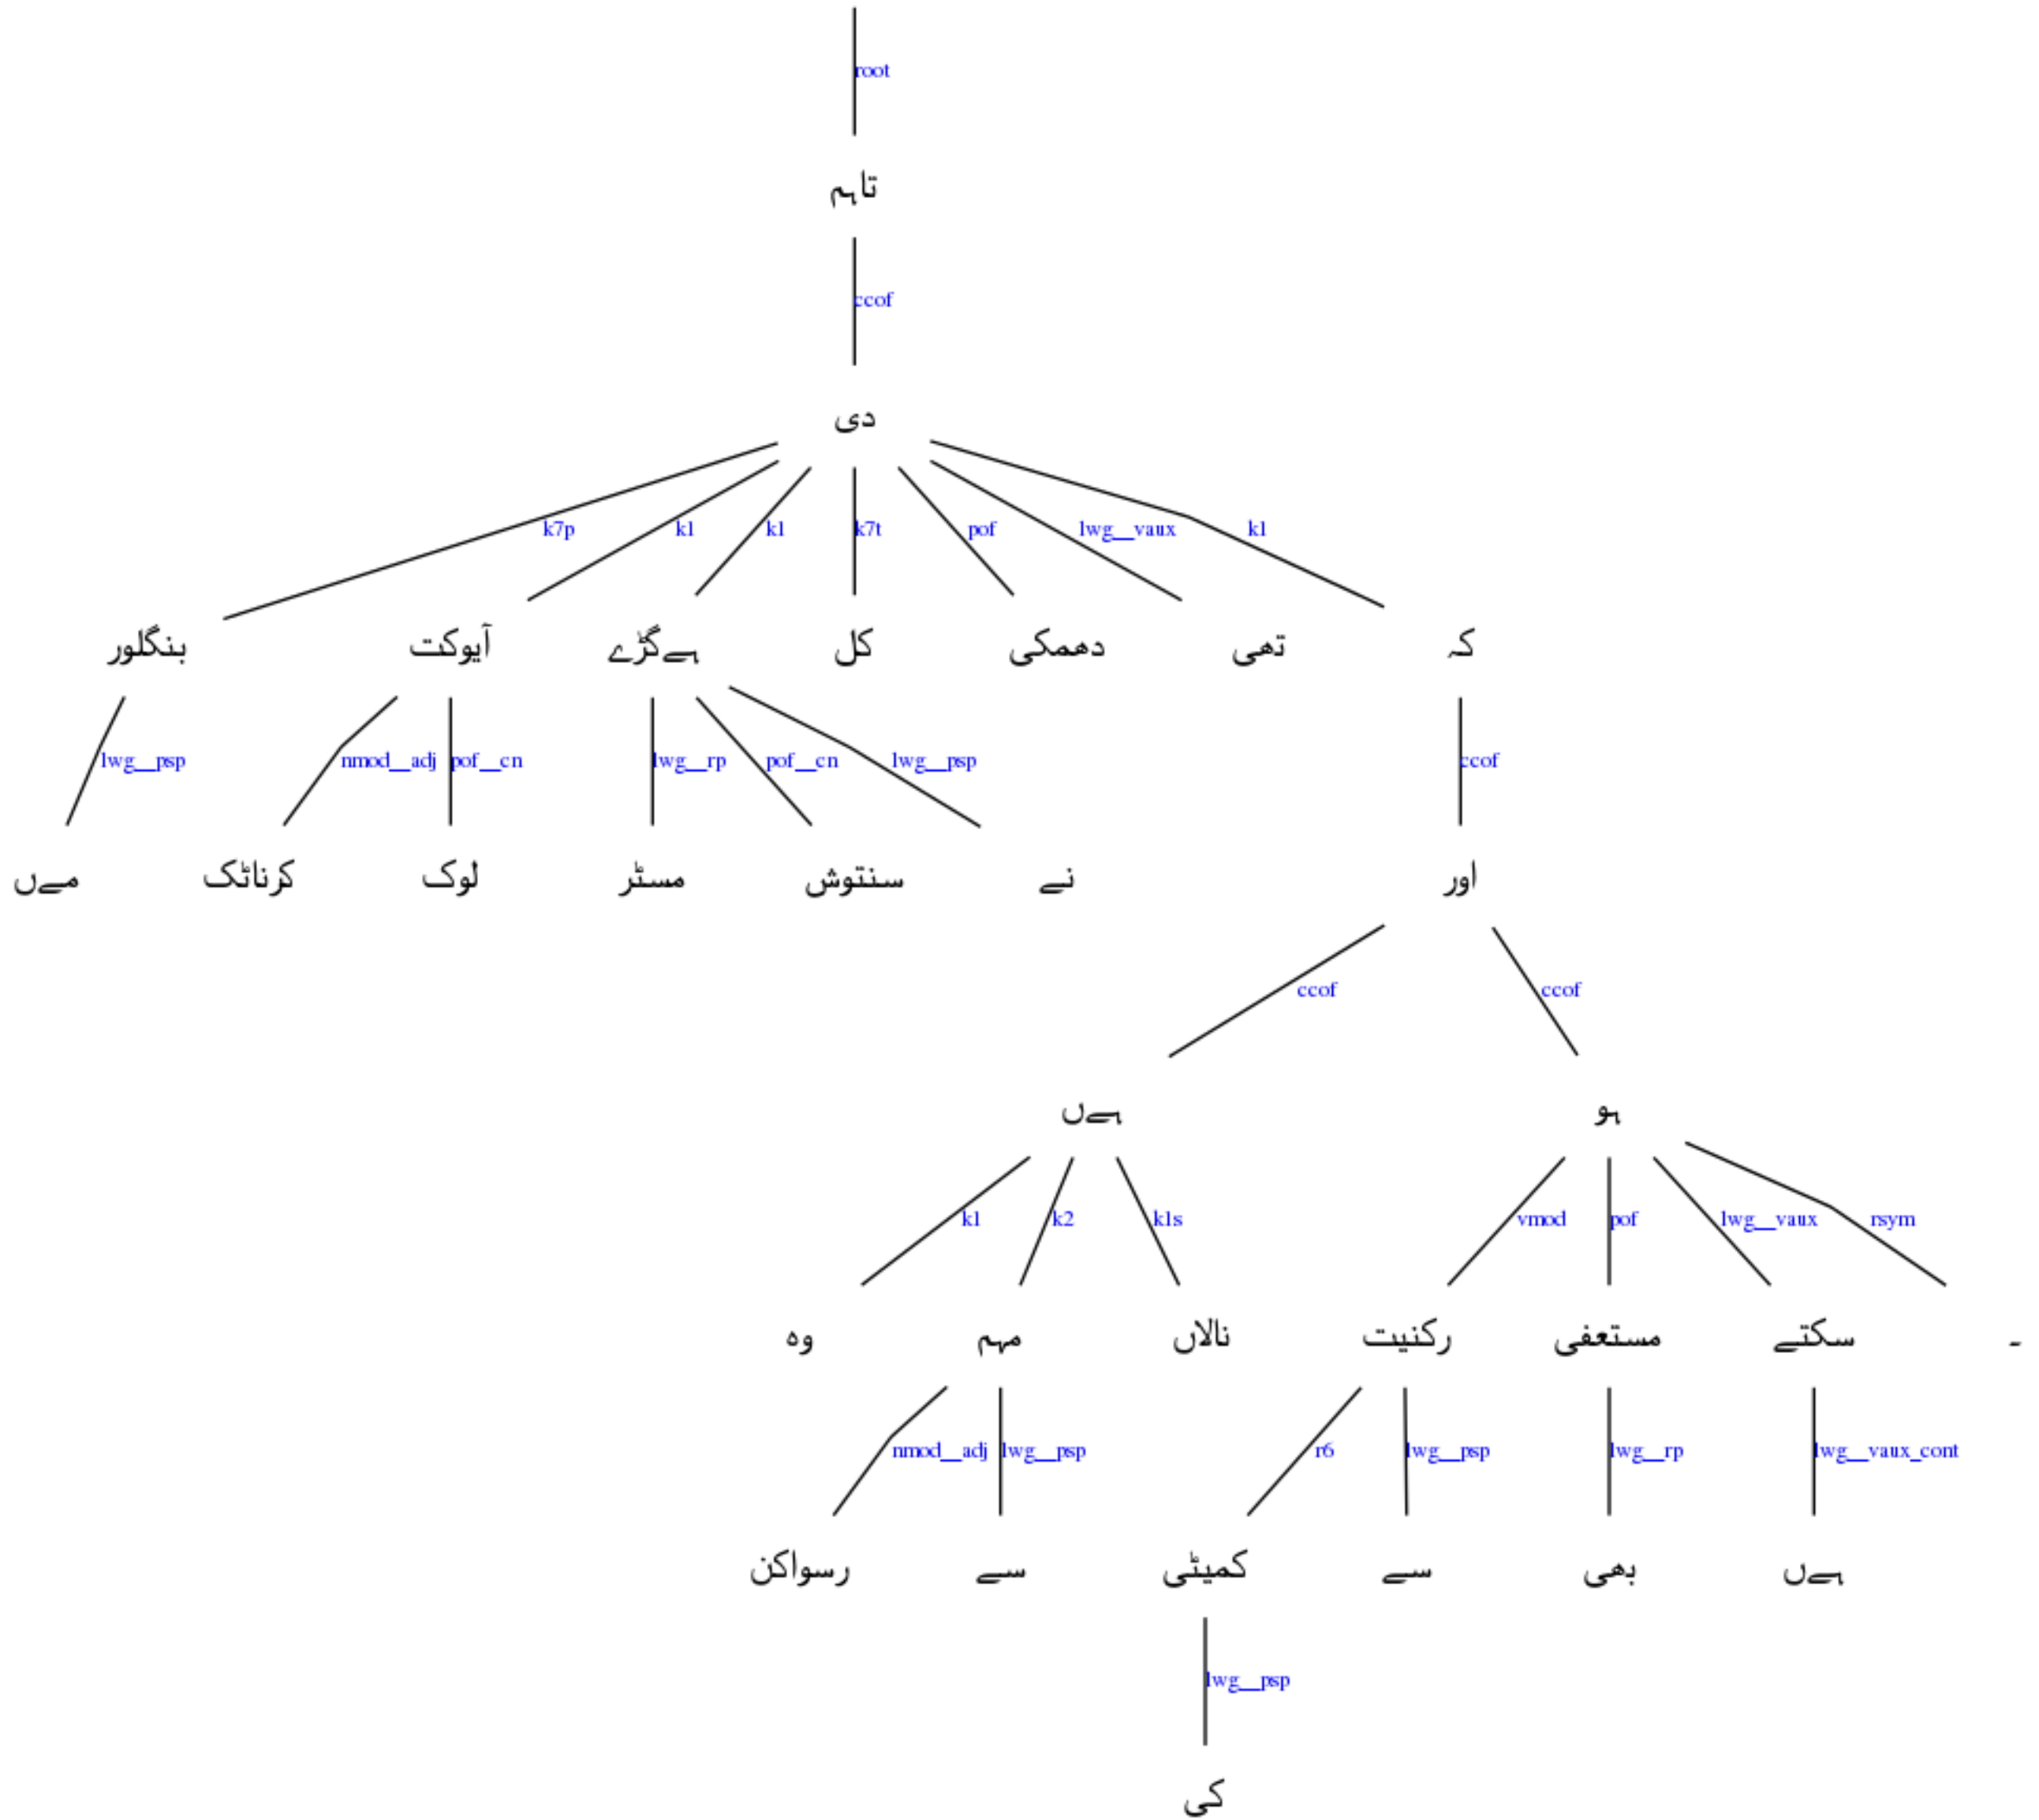 root
تاہم
ccof
دی
k7p k1 k1 k7t pof lwg__vaux k1
بنگلور آیوکت ہےگڑے کل دھمکی تھی کہ
lwg__psp nmod__adj pof__cn lwg__rp pof__cn lwg__psp ccof
مےں کرناٹک لوک مسٹر سنتوش نے اور
ccof ccof
ہےں ہو
k1 k2 k1s vmod pof lwg__vaux rsym
وہ مہم نالاں رکنیت مستعفی سکتے ۔
nmod__adj lwg__psp r6 lwg__psp lwg__rp lwg__vaux_cont
رسواکن سے کمیٹی سے بھی ہےں
lwg__psp
کی